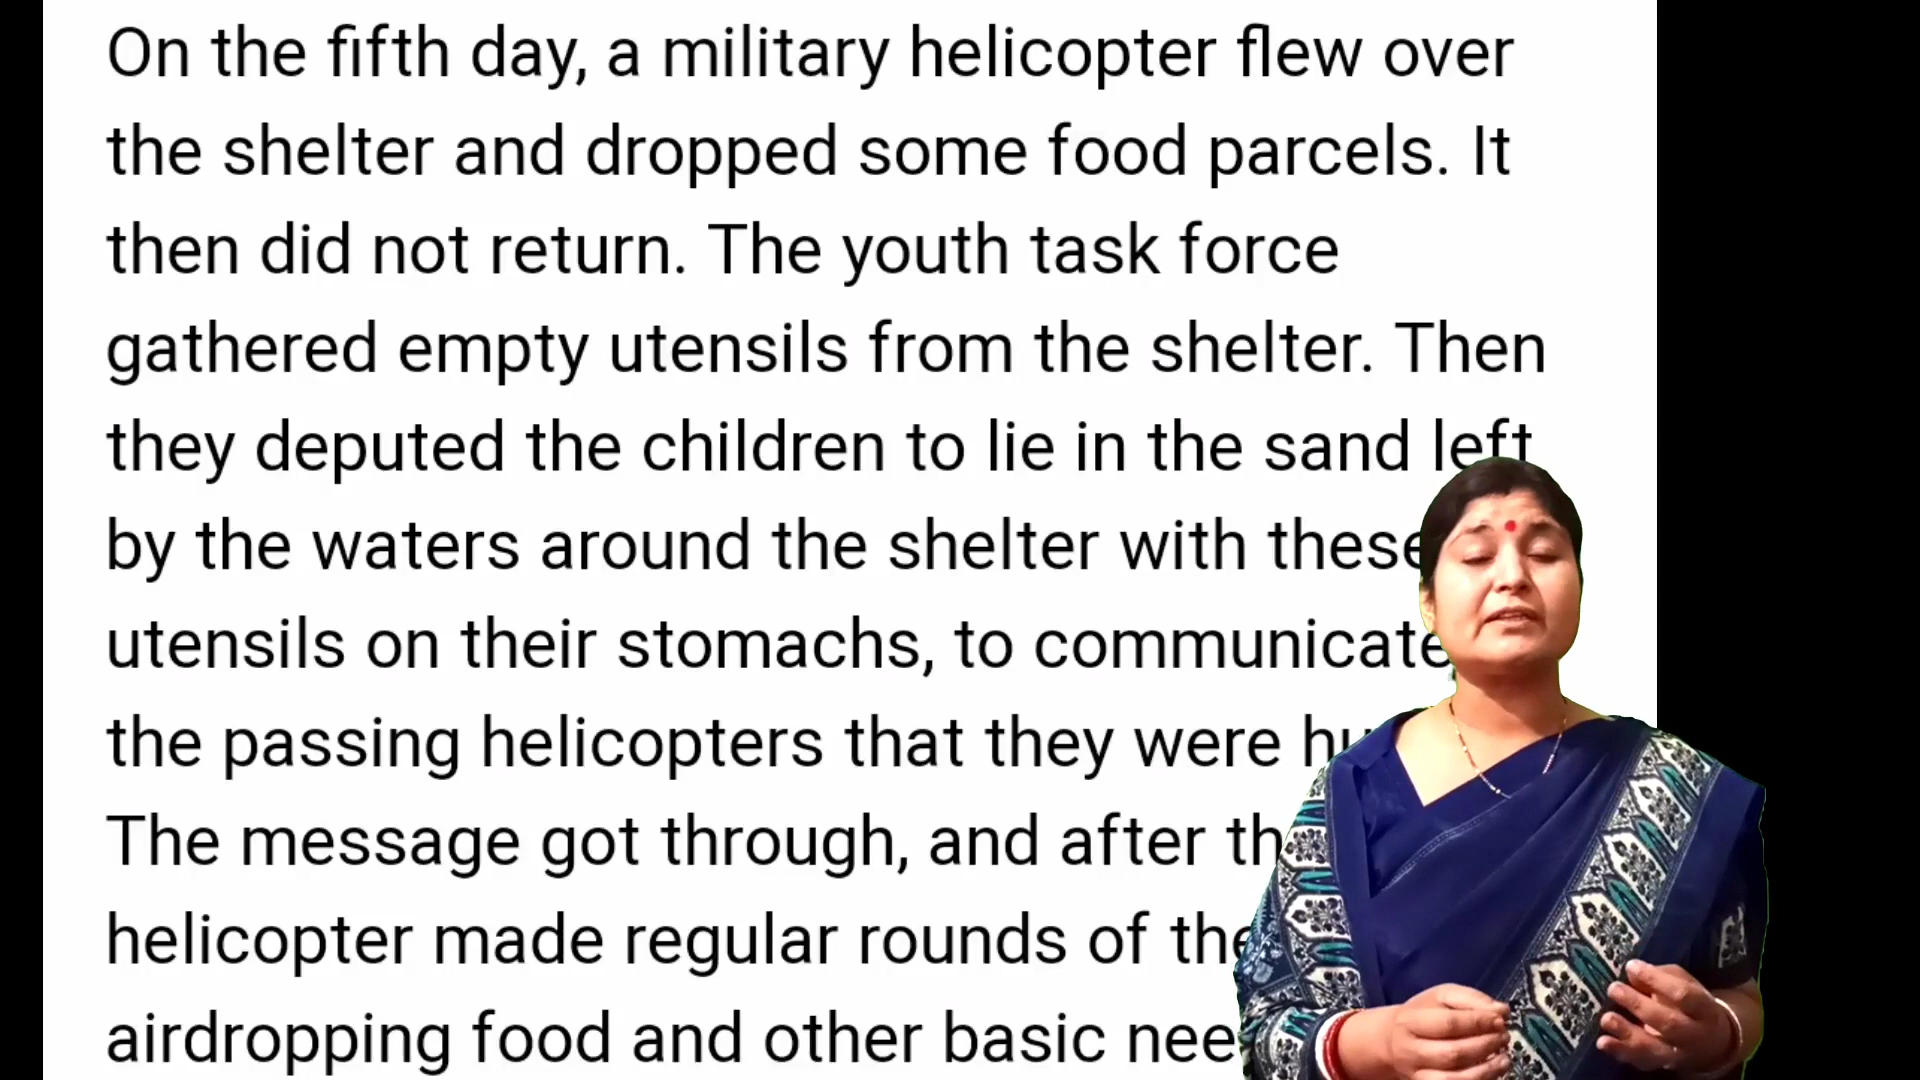 On the fifth day, a military helicopter flew over
the shelter and dropped some food parcels. It
then did not return. The youth task force
gathered empty utensils from the shelter. Then
they deputed the children to lie in the sand left
by the waters around the shelter with these
utensils on their stomachs, to communicate
the passing helicopters that they were
The message got through, and after
helicopter made regular rounds of the
airdropping food and other basic